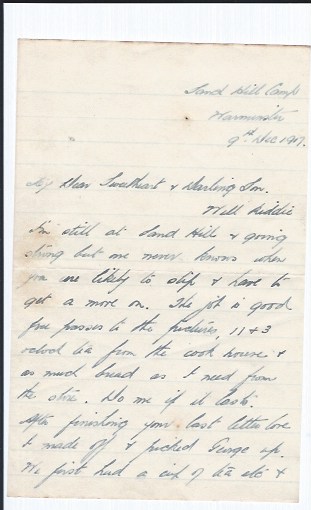 Sand Hill Camp
Warminster
9th Dec 1917.
My Dear Sweetheart & Darling Son.
Well Kiddie
I'm still at Sand Hill & going
strong but one never knows when
you are likely to slip & have to
get a move on. The job is good
free passes to the pictures, 11 & 3
oclock tea from the cook house &
as much bread as I need from
the store. Do me if it lasts.
After finishing your last letter love
I made off & picked George up.
We first had a cup of tea etc &